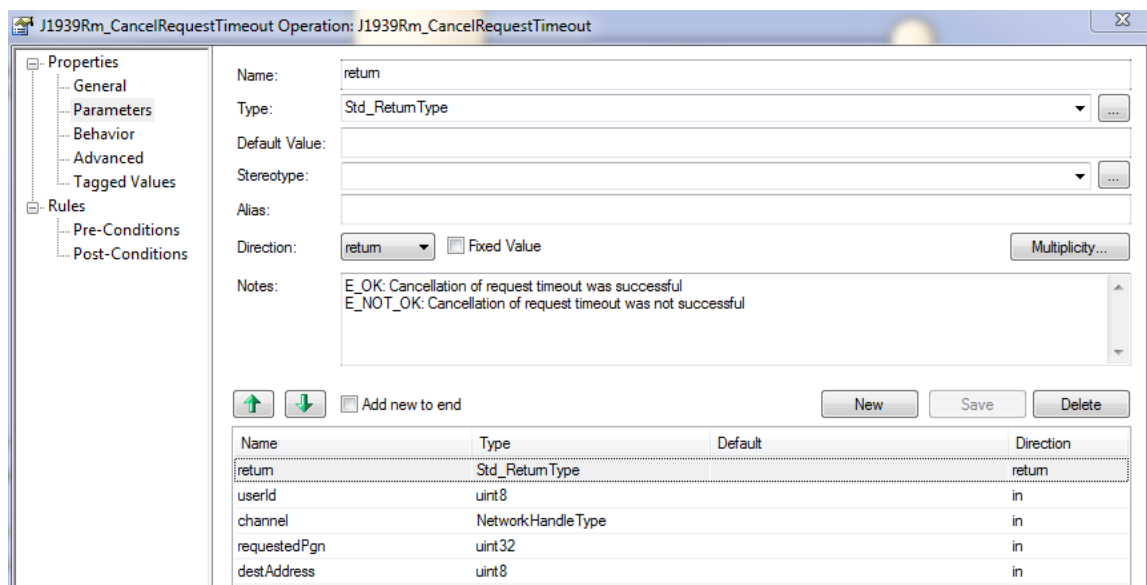 J1939Rm_CancelRequestTimeout Operation: J1939Rm_CancelRequestTimeout
Properties
General
Parameters
Behavior
Advanced
Tagged Values
Rules
Pre-Conditions
Post-Conditions
Name: return
Type: Std_ReturnType ...
Default Value:
Stereotype: ...
Alias:
Direction: return Fixed Value Multiplicity...
Notes: E_OK: Cancellation of request timeout was successful
E_NOT_OK: Cancellation of request timeout was not successful
Add new to end New Save Delete
Name Type Default Direction
return Std_ReturnType return
userId uint8 in
channel NetworkHandleType in
requestedPgn uint32 in
destAddress uint8 in